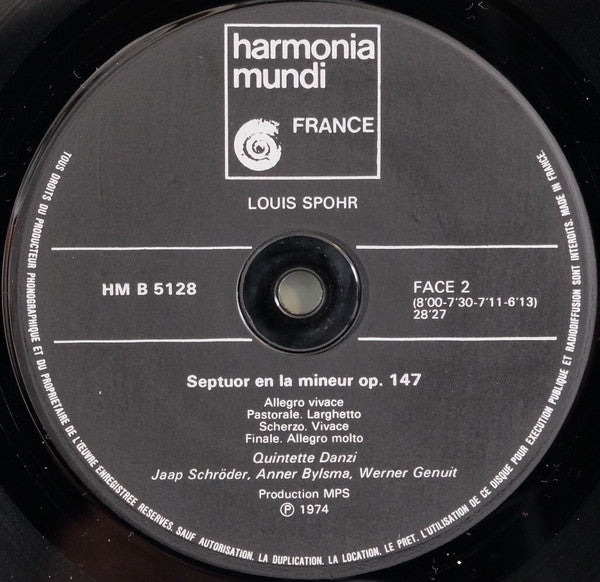 harmonia
mundi
FRANCE
LOUIS SPOHR
HM B 5128
FACE 2
(8'00-7'30-7'11-6'13)
28'27
Septuor en la mineur op. 147
Allegro vivace
Pastorale. Larghetto
Scherzo. Vivace
Finale. Allegro molto
Quintette Danzi
Jaap Schröder, Anner Bylsma, Werner Genuit
Production MPS
Ⓟ 1974
TOUS DROITS DU PRODUCTEUR PHONOGRAPHIQUE ET DU PROPRIETAIRE DE L'ŒUVRE ENREGISTREE RESERVES, SAUF AUTORISATION. LA DUPLICATION. LA LOCATION. LE PRET. L'UTILISATION DE CE DISQUE POUR EXECUTION PUBLIQUE ET RADIODIFFUSION SONT INTERDITS. MADE IN FRANCE.